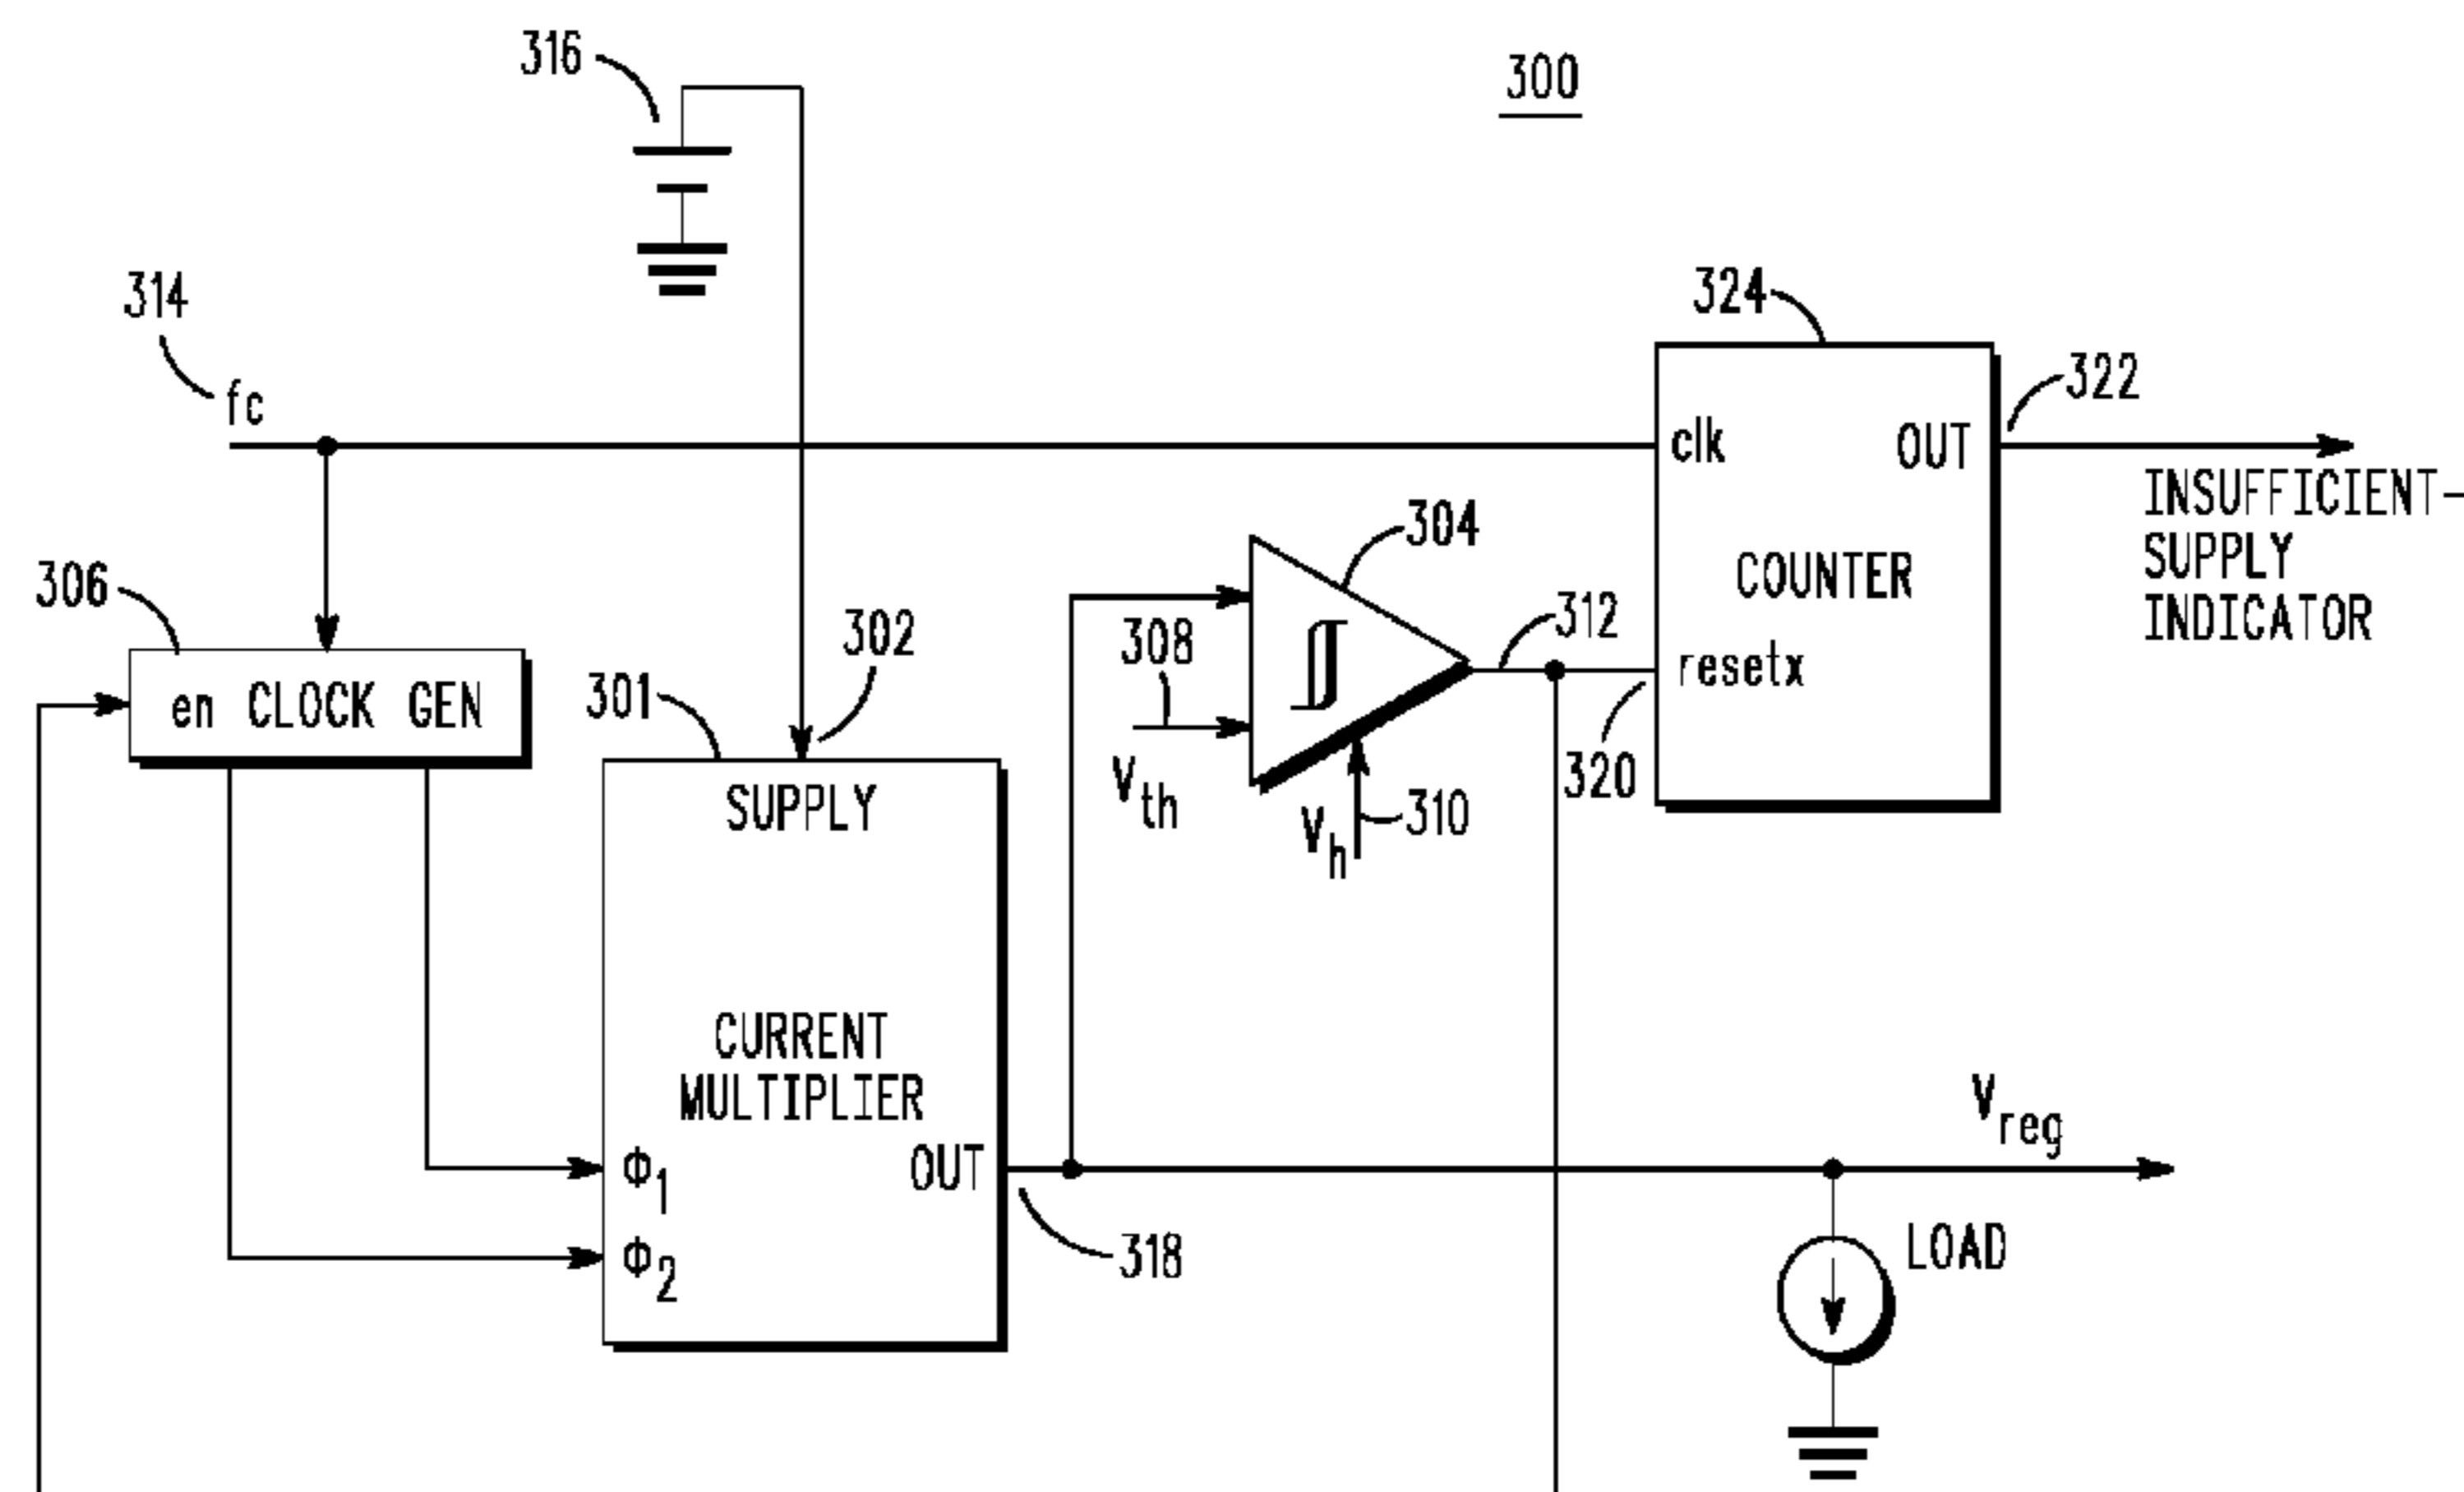 316
300
314
fc
324
322
clk
OUT
INSUFFICIENT-
SUPPLY
INDICATOR
304
COUNTER
306
312
308
302
301
resetx
en CLOCK GEN
320
Vth
310
Vh
SUPPLY
CURRENT
MULTIPLIER
Vreg
Φ1
OUT
318
LOAD
Φ2